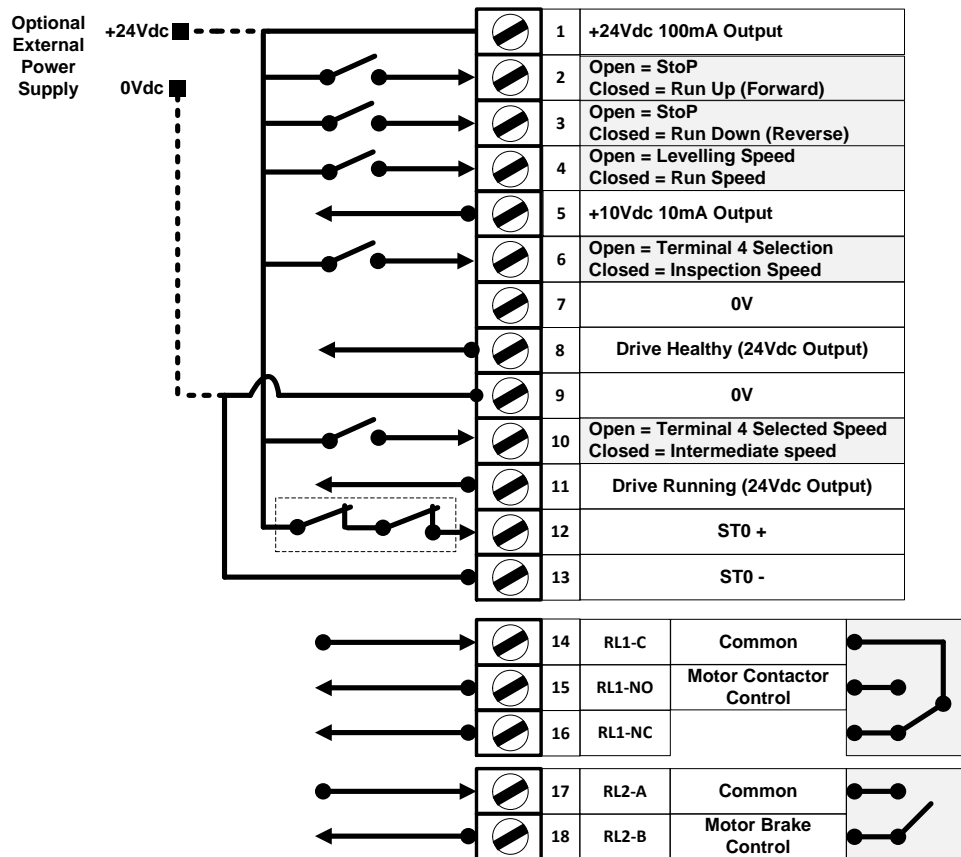 Optional
External
Power
Supply
+24Vdc
0Vdc
1 +24Vdc 100mA Output
2 Open = StoP
Closed = Run Up (Forward)
3 Open = StoP
Closed = Run Down (Reverse)
4 Open = Levelling Speed
Closed = Run Speed
5 +10Vdc 10mA Output
6 Open = Terminal 4 Selection
Closed = Inspection Speed
7 0V
8 Drive Healthy (24Vdc Output)
9 0V
10 Open = Terminal 4 Selected Speed
Closed = Intermediate speed
11 Drive Running (24Vdc Output)
12 ST0 +
13 ST0 -
14 RL1-C Common
15 RL1-NO Motor Contactor
Control
16 RL1-NC
17 RL2-A Common
18 RL2-B Motor Brake
Control